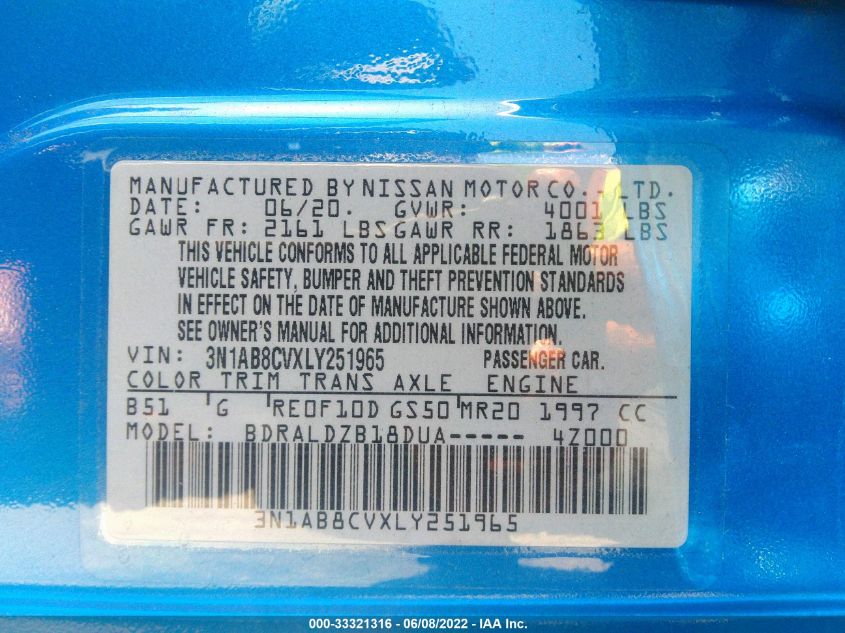 MANUFACTURED BY NISSAN MOTOR CO., LTD.
DATE: 06/20. GVWR: 4001 LBS
GAWR FR: 2161 LBS GAWR RR: 1863 LBS
THIS VEHICLE CONFORMS TO ALL APPLICABLE FEDERAL MOTOR
VEHICLE SAFETY, BUMPER AND THEFT PREVENTION STANDARDS
IN EFFECT ON THE DATE OF MANUFACTURE SHOWN ABOVE.
SEE OWNER'S MANUAL FOR ADDITIONAL INFORMATION.
VIN: 3N1AB8CVXLY251965 PASSENGER CAR.
COLOR TRIM TRANS AXLE ENGINE
B51 G RE0F10D GS50 MR20 1997 CC
MODEL: BDRALDZB18DUA----- 4Z000
3N1AB8CVXLY251965
000-33321316 - 06/08/2022 - IAA Inc.